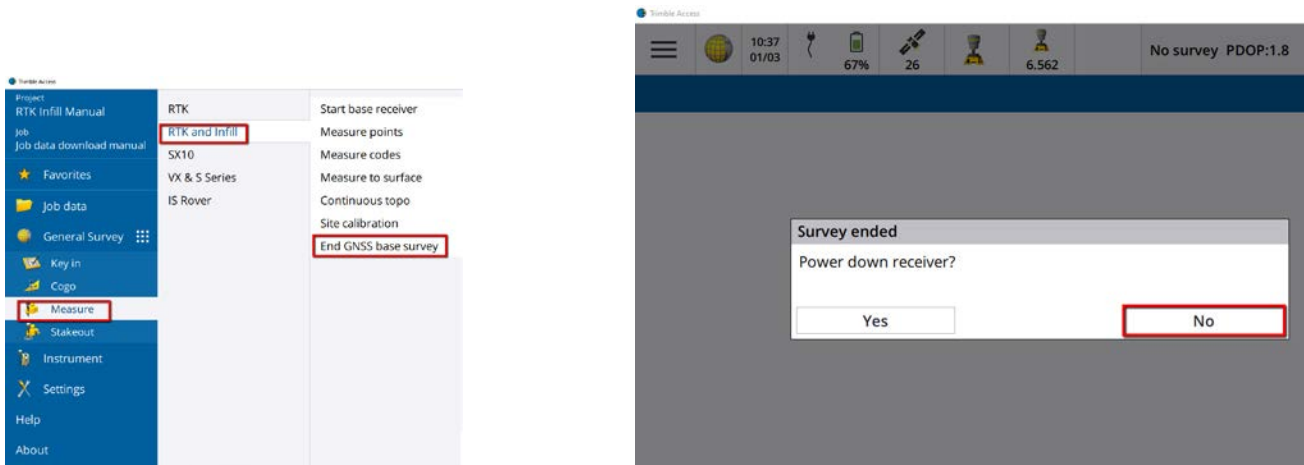 Trimble Access
Project
RTK Infill Manual
Job
Job data download manual
Favorites
Job data
General Survey
Key in
Cogo
Measure
Stakeout
Instrument
Settings
Help
About
RTK
RTK and Infill
SX10
VX & S Series
IS Rover
Start base receiver
Measure points
Measure codes
Measure to surface
Continuous topo
Site calibration
End GNSS base survey
Trimble Access
10:37
01/03
67%
26
6.562
No survey PDOP:1.8
Survey ended
Power down receiver?
Yes
No